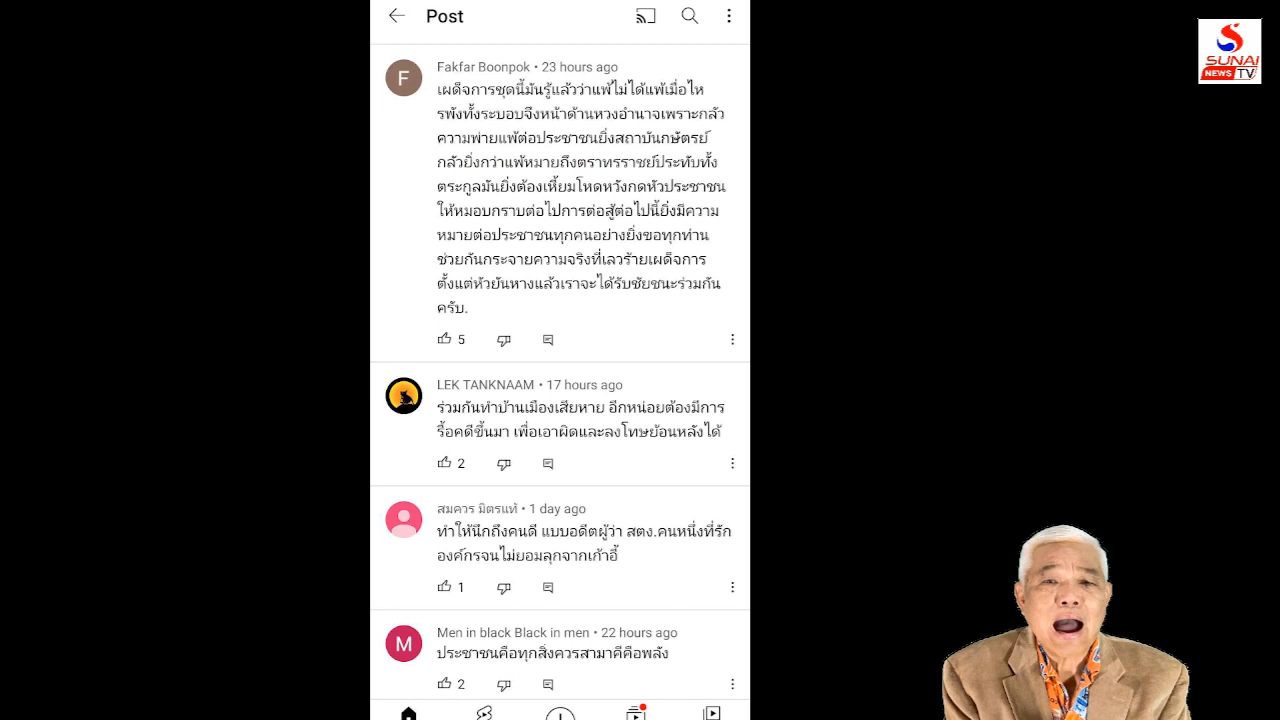 Post
SUNAI
NEWS TV
Fakfar Boonpok • 23 hours ago
เผด็จการชุดนี้มันรู้แล้วว่าแพ้ไม่ได้แพ้เมื่อไห
รพังทั้งระบอบจึงหน้าด้านหวงอำนาจเพราะกลัว
ความพ่ายแพ้ต่อประชาชนยิ่งสถาบันกษัตรย์
กลัวยิ่งกว่าแพ้หมายถึงตราทรราชย์ประทับทั้ง
ตระกูลมันยิ่งต้องเหี้ยมโหดหวังกดหัวประชาชน
ให้หมอบกราบต่อไปการต่อสู้ต่อไปนี้ยิ่งมีความ
หมายต่อประชาชนทุกคนอย่างยิ่งขอทุกท่าน
ช่วยกันกระจายความจริงที่เลวร้ายเผด็จการ
ตั้งแต่หัวยันหางแล้วเราจะได้รับชัยชนะร่วมกัน
ครับ.
5
LEK TANKNAAM • 17 hours ago
ร่วมกันทำบ้านเมืองเสียหาย อีกหน่อยต้องมีการ
รื้อคดีขึ้นมา เพื่อเอาผิดและลงโทษย้อนหลังได้
2
สมควร มิตรแท้ • 1 day ago
ทำให้นึกถึงคนดี แบบอดีตผู้ว่า สตง.คนหนึ่งที่รัก
องค์กรจนไม่ยอมลุกจากเก้าอี้
1
Men in black Black in men • 22 hours ago
ประชาชนคือทุกสิ่งควรสามาคีคือพลัง
2